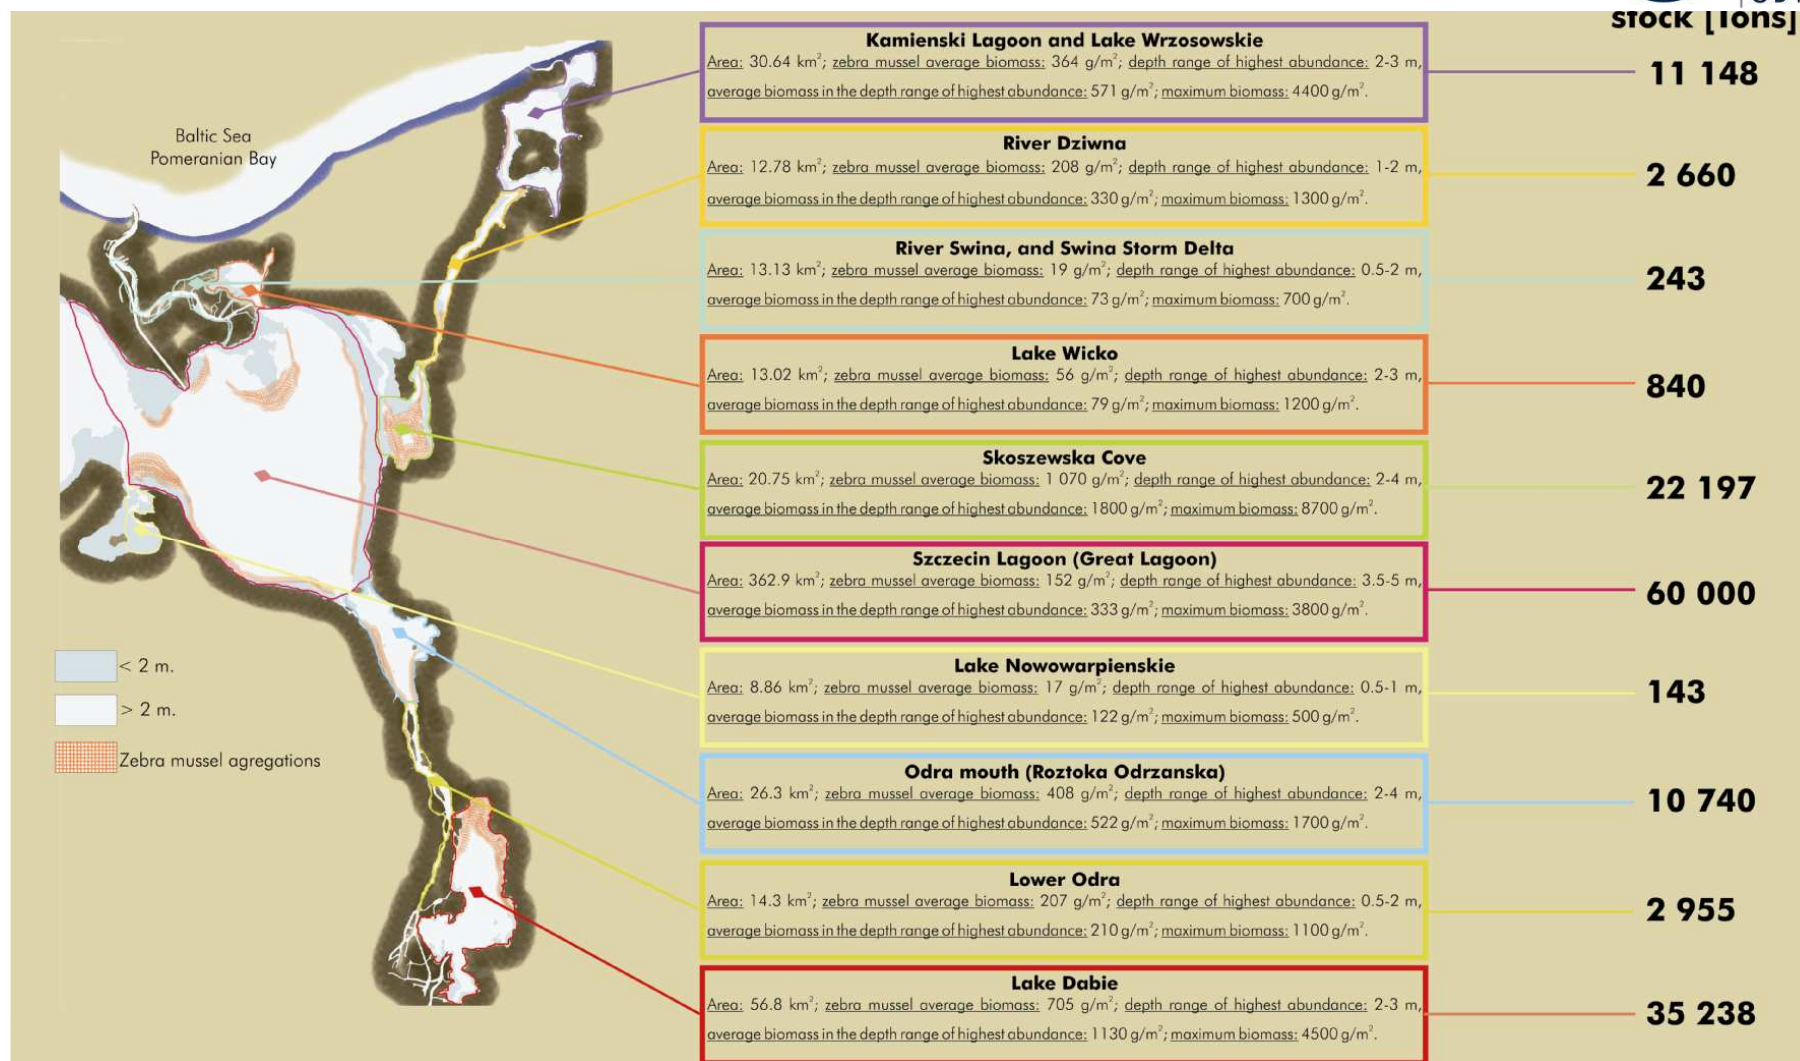 stock [Tons]
Baltic Sea
Pomeranian Bay
< 2 m.
> 2 m.
Zebra mussel agregations
Kamienski Lagoon and Lake Wrzosowskie
Area: 30.64 km²; zebra mussel average biomass: 364 g/m²; depth range of highest abundance: 2-3 m,
average biomass in the depth range of highest abundance: 571 g/m²; maximum biomass: 4400 g/m².
11 148
River Dziwna
Area: 12.78 km²; zebra mussel average biomass: 208 g/m²; depth range of highest abundance: 1-2 m,
average biomass in the depth range of highest abundance: 330 g/m²; maximum biomass: 1300 g/m².
2 660
River Swina, and Swina Storm Delta
Area: 13.13 km²; zebra mussel average biomass: 19 g/m²; depth range of highest abundance: 0.5-2 m,
average biomass in the depth range of highest abundance: 73 g/m²; maximum biomass: 700 g/m².
243
Lake Wicko
Area: 13.02 km²; zebra mussel average biomass: 56 g/m²; depth range of highest abundance: 2-3 m,
average biomass in the depth range of highest abundance: 79 g/m²; maximum biomass: 1200 g/m².
840
Skoszewska Cove
Area: 20.75 km²; zebra mussel average biomass: 1 070 g/m²; depth range of highest abundance: 2-4 m,
average biomass in the depth range of highest abundance: 1800 g/m²; maximum biomass: 8700 g/m².
22 197
Szczecin Lagoon (Great Lagoon)
Area: 362.9 km²; zebra mussel average biomass: 152 g/m²; depth range of highest abundance: 3.5-5 m,
average biomass in the depth range of highest abundance: 333 g/m²; maximum biomass: 3800 g/m².
60 000
Lake Nowowarpienskie
Area: 8.86 km²; zebra mussel average biomass: 17 g/m²; depth range of highest abundance: 0.5-1 m,
average biomass in the depth range of highest abundance: 122 g/m²; maximum biomass: 500 g/m².
143
Odra mouth (Roztoka Odrzanska)
Area: 26.3 km²; zebra mussel average biomass: 408 g/m²; depth range of highest abundance: 2-4 m,
average biomass in the depth range of highest abundance: 522 g/m²; maximum biomass: 1700 g/m².
10 740
Lower Odra
Area: 14.3 km²; zebra mussel average biomass: 207 g/m²; depth range of highest abundance: 0.5-2 m,
average biomass in the depth range of highest abundance: 210 g/m²; maximum biomass: 1100 g/m².
2 955
Lake Dabie
Area: 56.8 km²; zebra mussel average biomass: 705 g/m²; depth range of highest abundance: 2-3 m,
average biomass in the depth range of highest abundance: 1130 g/m²; maximum biomass: 4500 g/m².
35 238